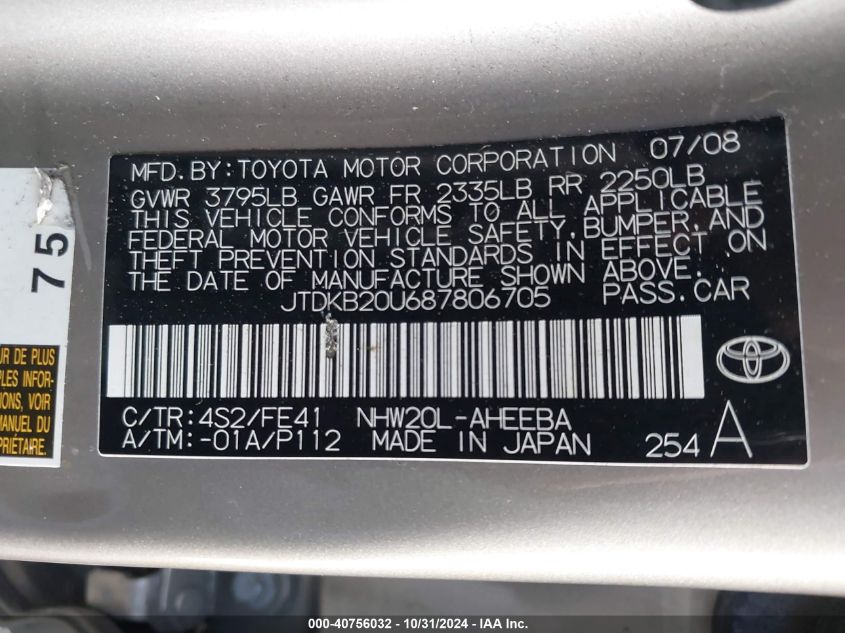 MFD. BY: TOYOTA MOTOR CORPORATION 07/08
GVWR 3795LB GAWR FR 2335LB RR 2250LB
THIS VEHICLE CONFORMS TO ALL APPLICABLE
FEDERAL MOTOR VEHICLE SAFETY, BUMPER, AND
THEFT PREVENTION STANDARDS IN EFFECT ON
THE DATE OF MANUFACTURE SHOWN ABOVE.
JTDKB20U687806705 PASS. CAR
C/TR: 4S2/FE41 NHW20L-AHEEBA
A/TM: -01A/P112 MADE IN JAPAN 254 A
75
UR DE PLUS
PLES INFOR-
NS, VOIR
MANUEL DU
PRIÉTAIRE.
000-40756032 - 10/31/2024 - IAA Inc.